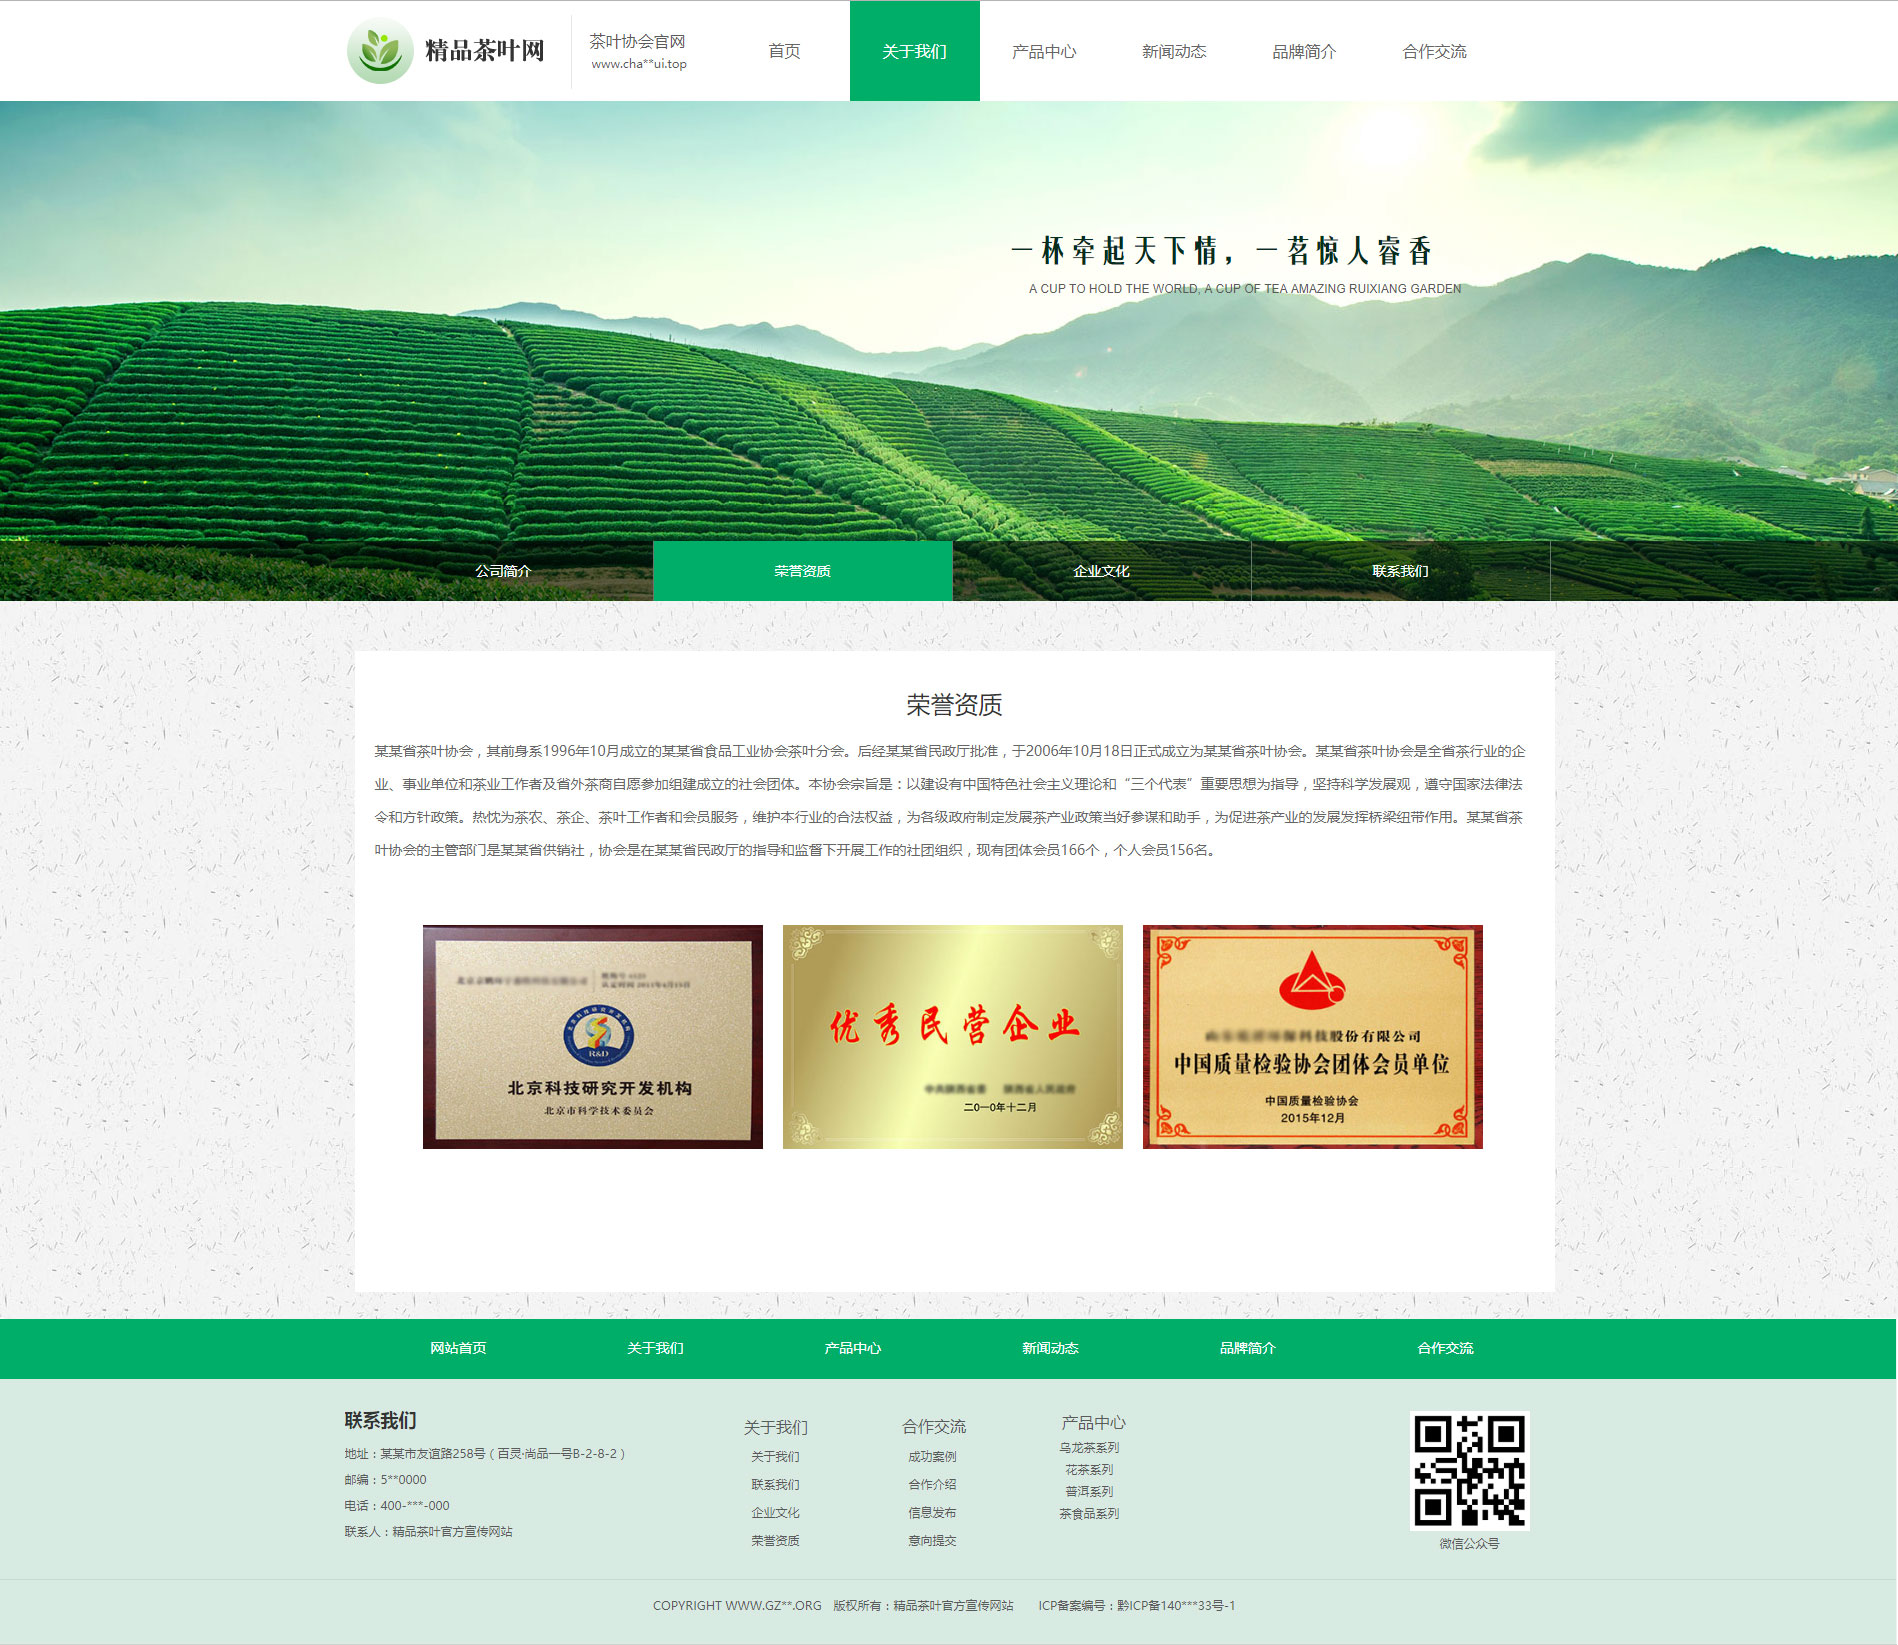 精品茶叶网
茶叶协会官网
www.cha**ui.top
首页
关于我们
产品中心
新闻动态
品牌简介
合作交流
一杯牵起天下情，一茗惊人睿香
A CUP TO HOLD THE WORLD, A CUP OF TEA AMAZING RUIXIANG GARDEN
公司简介
荣誉资质
企业文化
联系我们
荣誉资质
某某省茶叶协会，其前身系1996年10月成立的某某省食品工业协会茶叶分会。后经某某省民政厅批准，于2006年10月18日正式成立为某某省茶叶协会。某某省茶叶协会是全省茶行业的企
业、事业单位和茶业工作者及省外茶商自愿参加组建成立的社会团体。本协会宗旨是：以建设有中国特色社会主义理论和“三个代表”重要思想为指导，坚持科学发展观，遵守国家法律法
令和方针政策。热忱为茶农、茶企、茶叶工作者和会员服务，维护本行业的合法权益，为各级政府制定发展茶产业政策当好参谋和助手，为促进茶产业的发展发挥桥梁纽带作用。某某省茶
叶协会的主管部门是某某省供销社，协会是在某某省民政厅的指导和监督下开展工作的社团组织，现有团体会员166个，个人会员156名。
R&D
北京科技研究开发机构
北京市科学技术委员会
优秀民营企业
二0一0年十二月
科技股份有限公司
中国质量检验协会团体会员单位
中国质量检验协会
2015年12月
网站首页
关于我们
产品中心
新闻动态
品牌简介
合作交流
联系我们
地址：某某市友谊路258号（百灵·尚品一号B-2-8-2）
邮编：5**0000
电话：400-***-000
联系人：精品茶叶官方宣传网站
关于我们
关于我们
联系我们
企业文化
荣誉资质
合作交流
成功案例
合作介绍
信息发布
意向提交
产品中心
乌龙茶系列
花茶系列
普洱系列
茶食品系列
微信公众号
COPYRIGHT WWW.GZ**.ORG 版权所有：精品茶叶官方宣传网站 ICP备案编号：黔ICP备140***33号-1